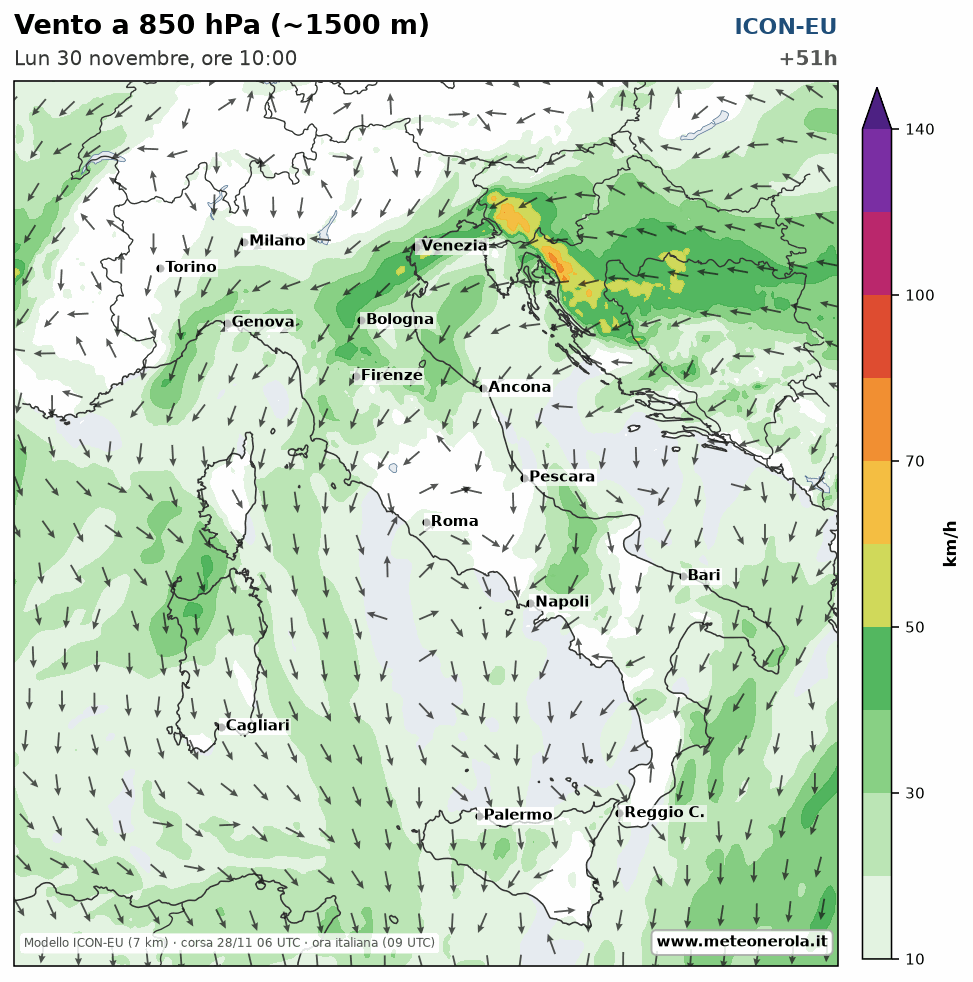 Vento a 850 hPa (~1500 m)
ICON-EU
Lun 30 novembre, ore 10:00
+51h
Milano
Venezia
Torino
Genova
Bologna
Firenze
Ancona
Pescara
Roma
Bari
Napoli
Cagliari
Palermo
Reggio C.
140
100
70
50
30
10
km/h
Modello ICON-EU (7 km) · corsa 28/11 06 UTC · ora italiana (09 UTC)
www.meteonerola.it